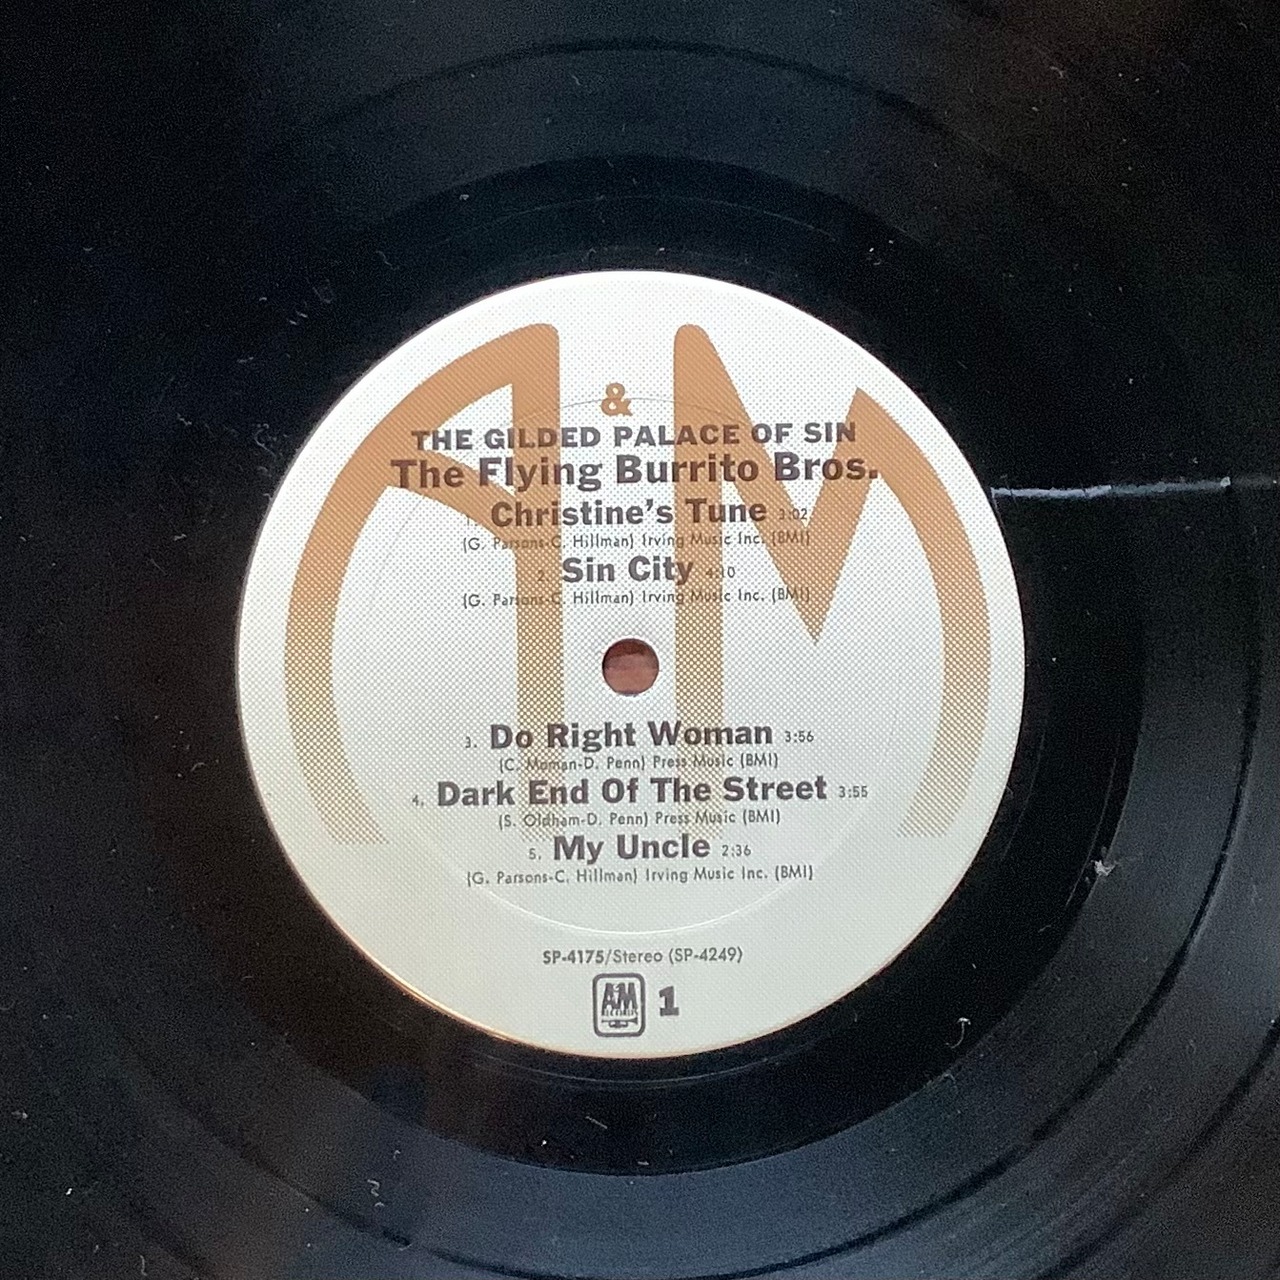 A & M
THE GILDED PALACE OF SIN
The Flying Burrito Bros.
1. Christine's Tune 3:02
(G. Parsons-C. Hillman) Irving Music Inc. (BMI)
2. Sin City 4:10
(G. Parsons-C. Hillman) Irving Music Inc. (BMI)
3. Do Right Woman 3:56
(C. Moman-D. Penn) Press Music (BMI)
4. Dark End Of The Street 3:55
(S. Oldham-D. Penn) Press Music (BMI)
5. My Uncle 2:36
(G. Parsons-C. Hillman) Irving Music Inc. (BMI)
SP-4175/Stereo (SP-4249)
A&M RECORDS 1